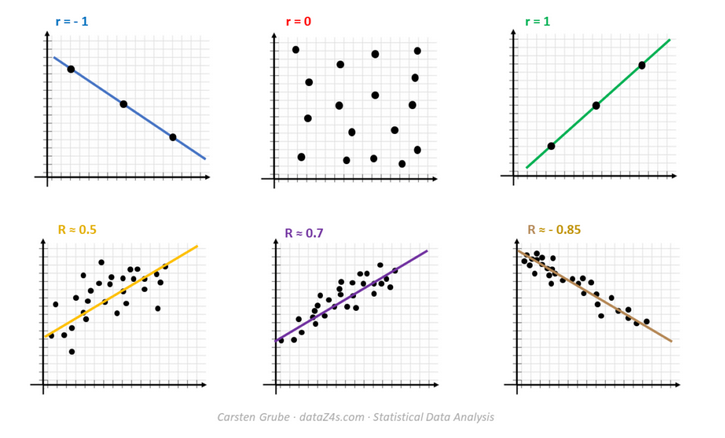 r = - 1
r = 0
r = 1
R ≈ 0.5
R ≈ 0.7
R ≈ - 0.85
Carsten Grube · dataZ4s.com · Statistical Data Analysis